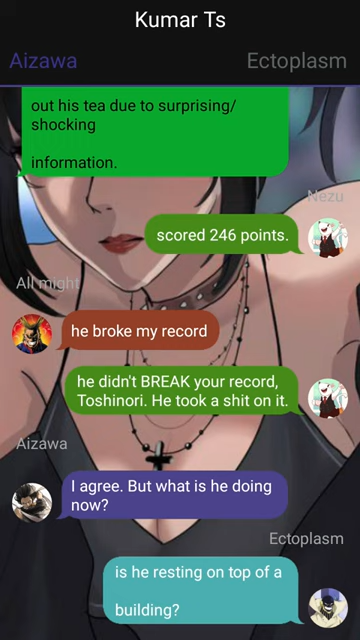 Kumar Ts
Aizawa
Ectoplasm
out his tea due to surprising/
shocking
information.
Nezu
scored 246 points.
All might
he broke my record
he didn't BREAK your record,
Toshinori. He took a shit on it.
Aizawa
I agree. But what is he doing
now?
Ectoplasm
is he resting on top of a
building?